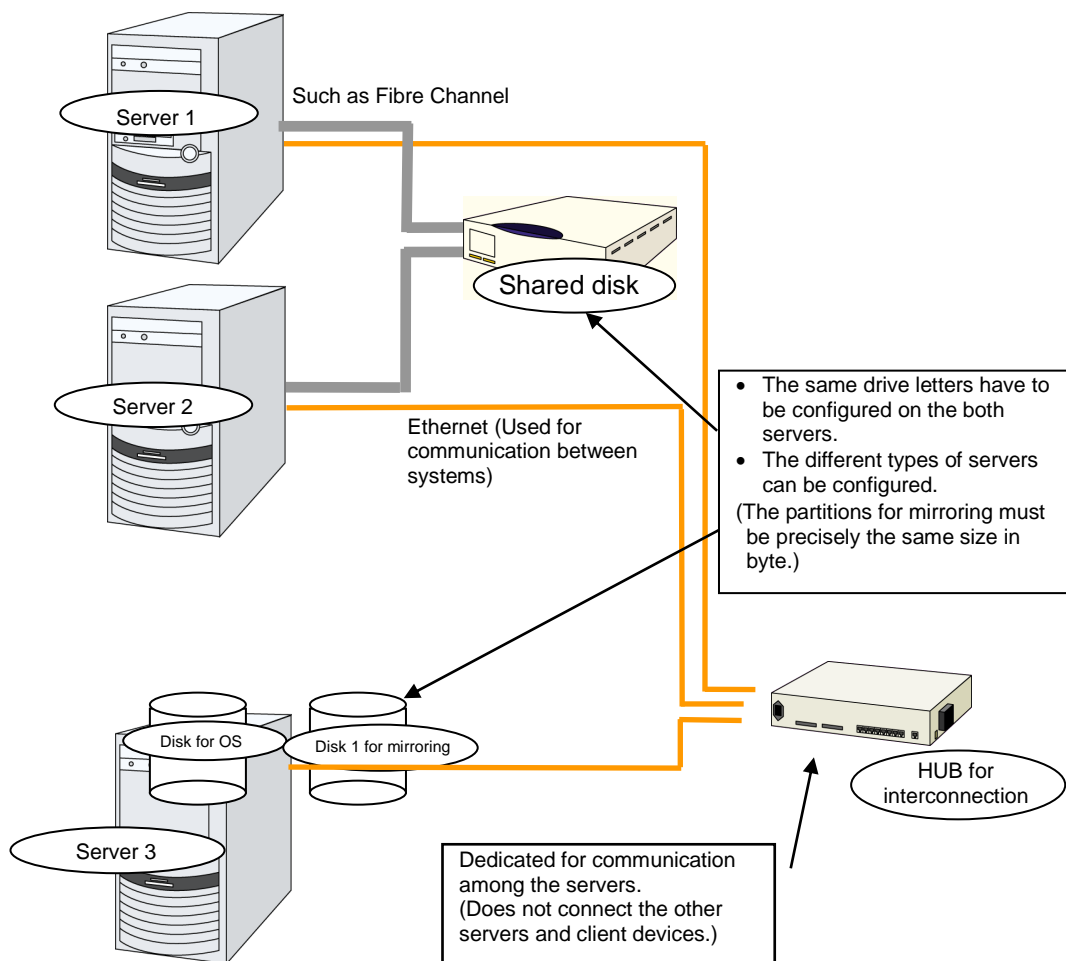 Such as Fibre Channel
Server 1
Shared disk
Server 2
Ethernet (Used for
communication between
systems)
• The same drive letters have to
be configured on the both
servers.
• The different types of servers
can be configured.
(The partitions for mirroring must
be precisely the same size in
byte.)
Disk for OS
Disk 1 for mirroring
HUB for
interconnection
Server 3
Dedicated for communication
among the servers.
(Does not connect the other
servers and client devices.)